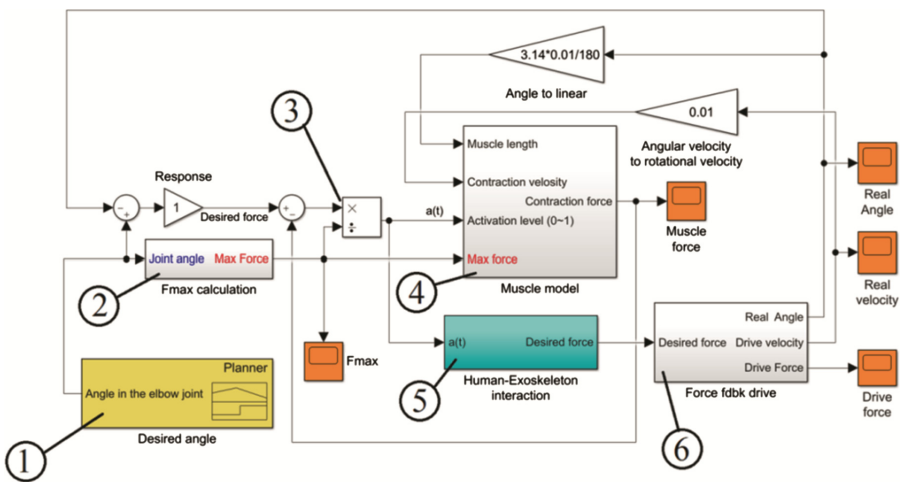 3.14*0.01/180
Angle to linear
0.01
Angular velocity
to rotational velocity
3
Response
1
Desired force
− +
+ −
×
÷
a(t)
Muscle length
Contraction velosity
Contraction force
Activation level (0~1)
Max force
Muscle model
4
Muscle
force
Real
Angle
Real
velocity
Joint angle Max Force
Fmax calculation
2
Fmax
a(t) Desired force
Human-Exoskeleton
interaction
5
Real Angle
Desired force Drive velocity
Drive Force
Force fdbk drive
6
Drive
force
Planner
Angle in the elbow joint
Desired angle
1